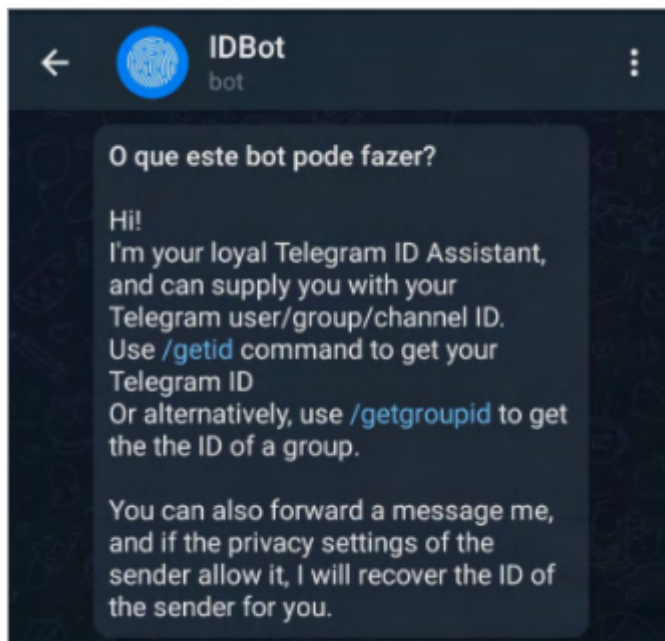 IDBot
bot
O que este bot pode fazer?
Hi!
I'm your loyal Telegram ID Assistant,
and can supply you with your
Telegram user/group/channel ID.
Use /getid command to get your
Telegram ID
Or alternatively, use /getgroupid to get
the the ID of a group.
You can also forward a message me,
and if the privacy settings of the
sender allow it, I will recover the ID of
the sender for you.